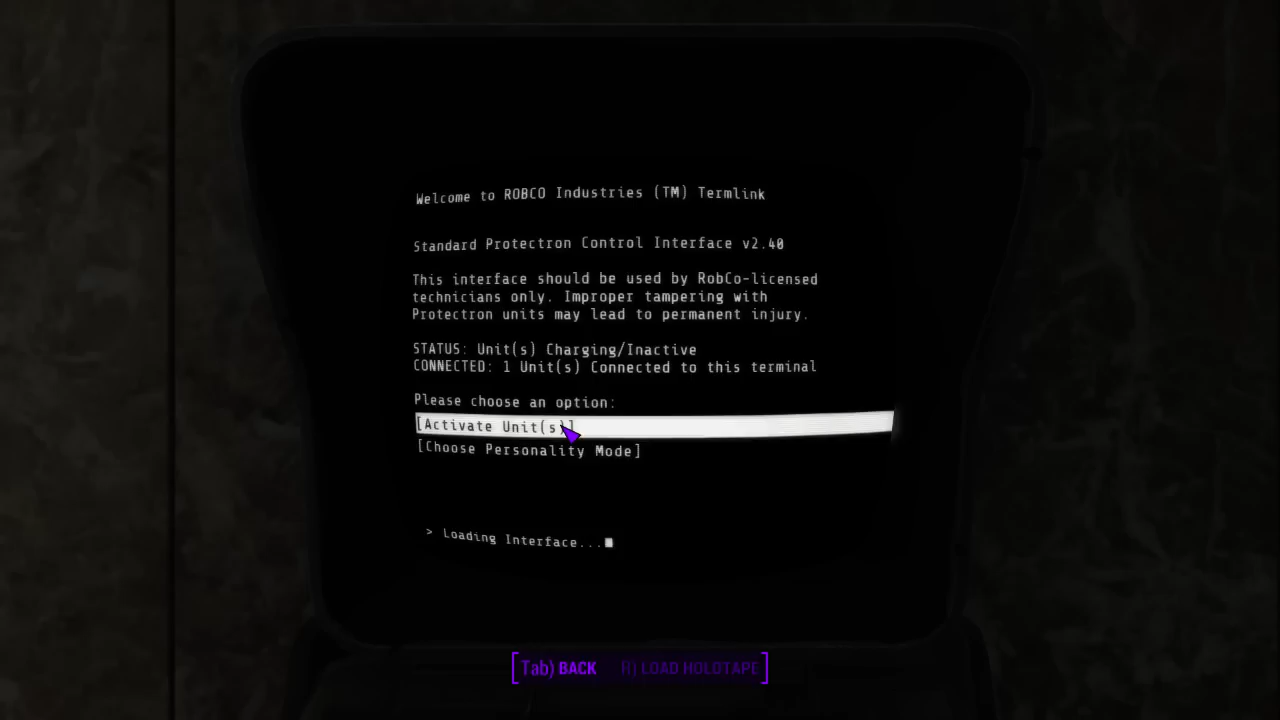 Welcome to ROBCO Industries (TM) Termlink
Standard Protectron Control Interface v2.40
This interface should be used by RobCo-licensed
technicians only. Improper tampering with
Protectron units may lead to permanent injury.
STATUS: Unit(s) Charging/Inactive
CONNECTED: 1 Unit(s) Connected to this terminal
Please choose an option:
[Activate Unit(s)]
[Choose Personality Mode]
> Loading Interface...
Tab) BACK R) LOAD HOLOTAPE